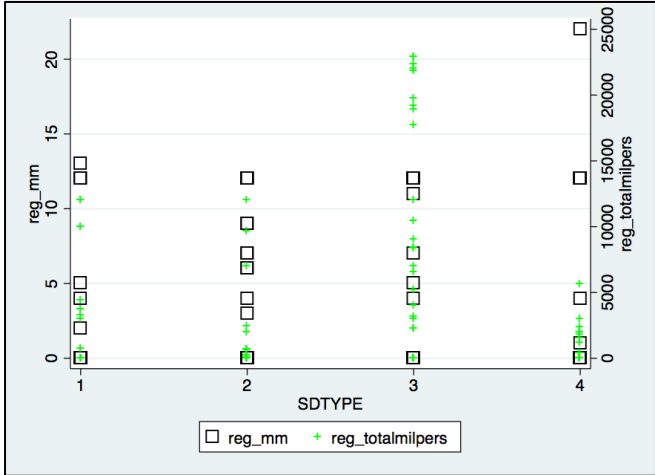 reg_mm
0
5
10
15
20
reg_totalmilpers
0
5000
10000
15000
20000
25000
1 2 3 4
SDTYPE
reg_mm reg_totalmilpers